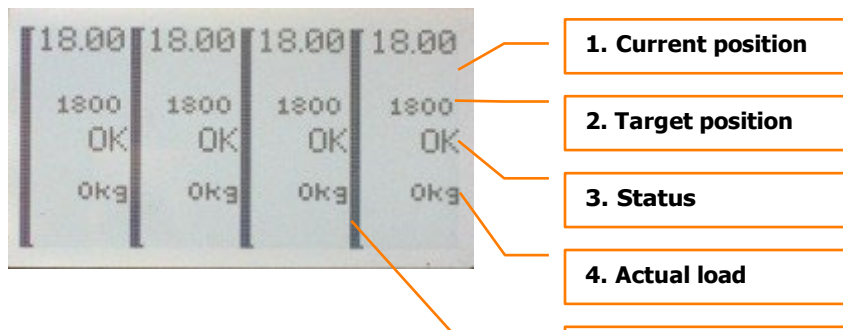 18.00 18.00 18.00 18.00
1800 1800 1800 1800
OK OK OK OK
0kg 0kg 0kg 0kg
1. Current position
2. Target position
3. Status
4. Actual load